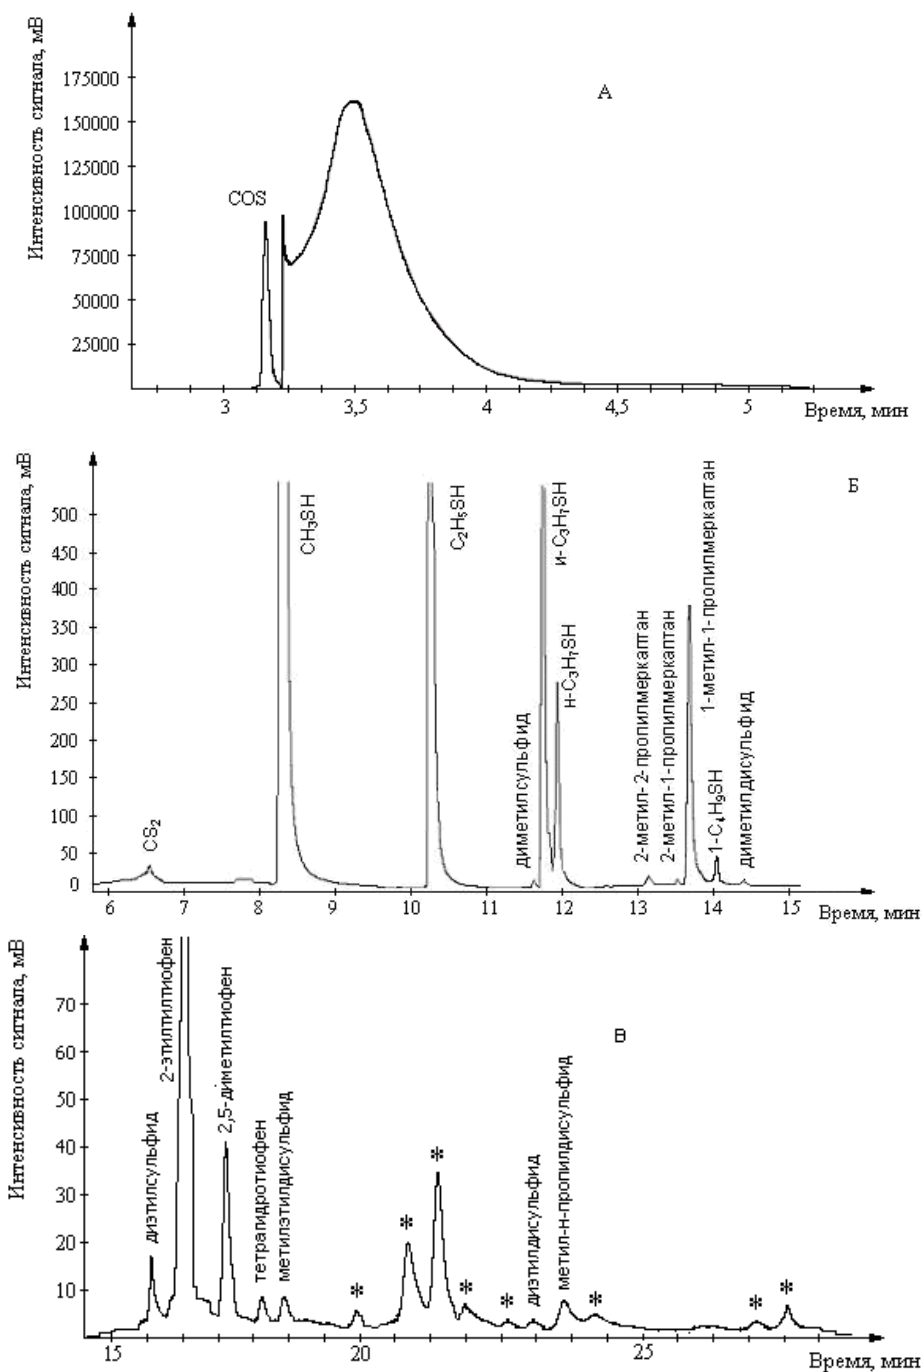 Интенсивность сигнала, мВ
А
175000
150000
125000
100000
75000
50000
25000
COS
3
3,5
4
4,5
5
Время, мин
Интенсивность сигнала, мВ
Б
500
450
400
350
300
250
200
150
100
50
0
CS₂
CH₃SH
C₂H₅SH
диметилсульфид
и-C₃H₇SH
н-C₃H₇SH
2-метил-2-пропилмеркаптан
2-метил-1-пропилмеркаптан
1-метил-1-пропилмеркаптан
1-C₄H₉SH
диметилдисульфид
6
7
8
9
10
11
12
13
14
15
Время, мин
Интенсивность сигнала, мВ
В
70
60
50
40
30
20
10
диэтилсульфид
2-этилтиофен
2,5-диметилтиофен
тетрагидротиофен
метилэтилдисульфид
*
*
*
*
*
диэтилдисульфид
метил-н-пропилдисульфид
*
*
*
15
20
25
Время, мин